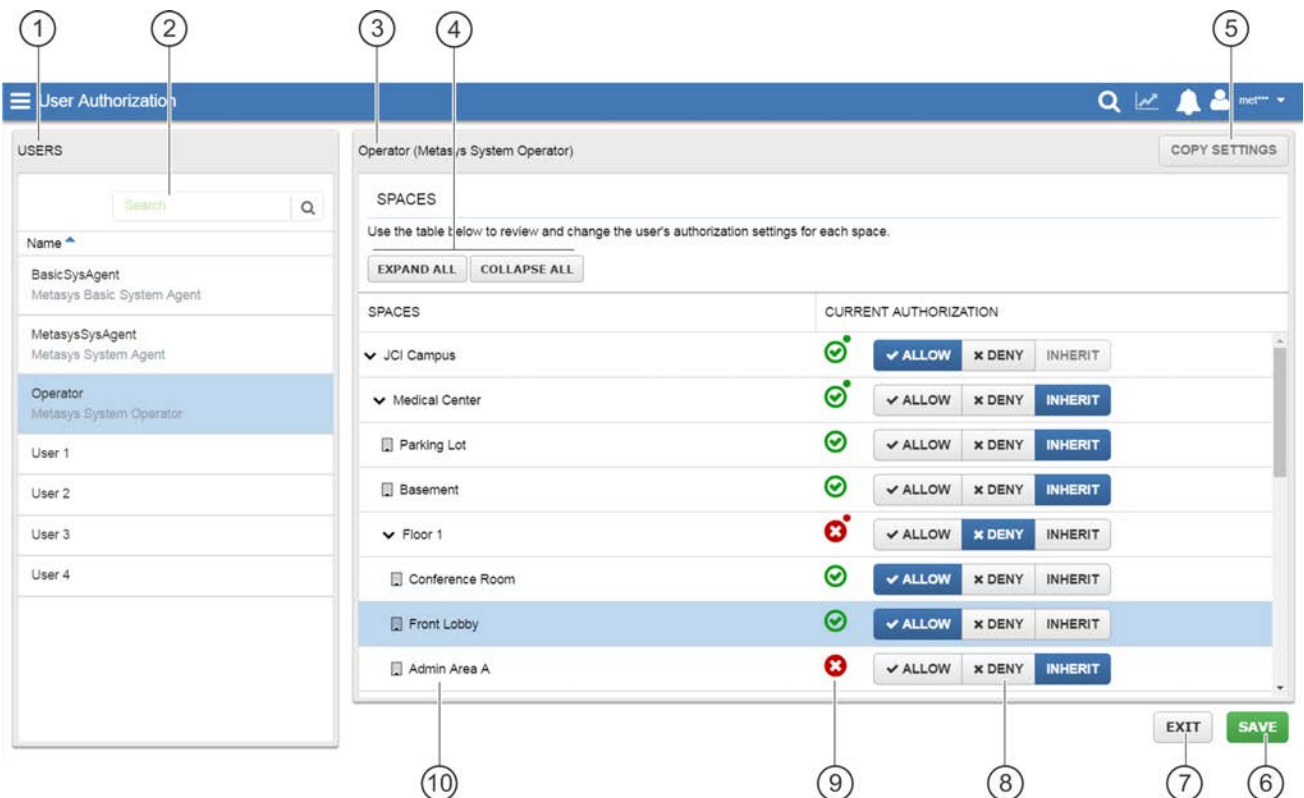 1 2 3 4 5
User Authorization met***
USERS
Search
Name
BasicSysAgent
Metasys Basic System Agent
MetasysSysAgent
Metasys System Agent
Operator
Metasys System Operator
User 1
User 2
User 3
User 4
Operator (Metasys System Operator) COPY SETTINGS
SPACES
Use the table below to review and change the user's authorization settings for each space.
EXPAND ALL COLLAPSE ALL
SPACES CURRENT AUTHORIZATION
JCI Campus ALLOW DENY INHERIT
Medical Center ALLOW DENY INHERIT
Parking Lot ALLOW DENY INHERIT
Basement ALLOW DENY INHERIT
Floor 1 ALLOW DENY INHERIT
Conference Room ALLOW DENY INHERIT
Front Lobby ALLOW DENY INHERIT
Admin Area A ALLOW DENY INHERIT
EXIT SAVE
10 9 8 7 6